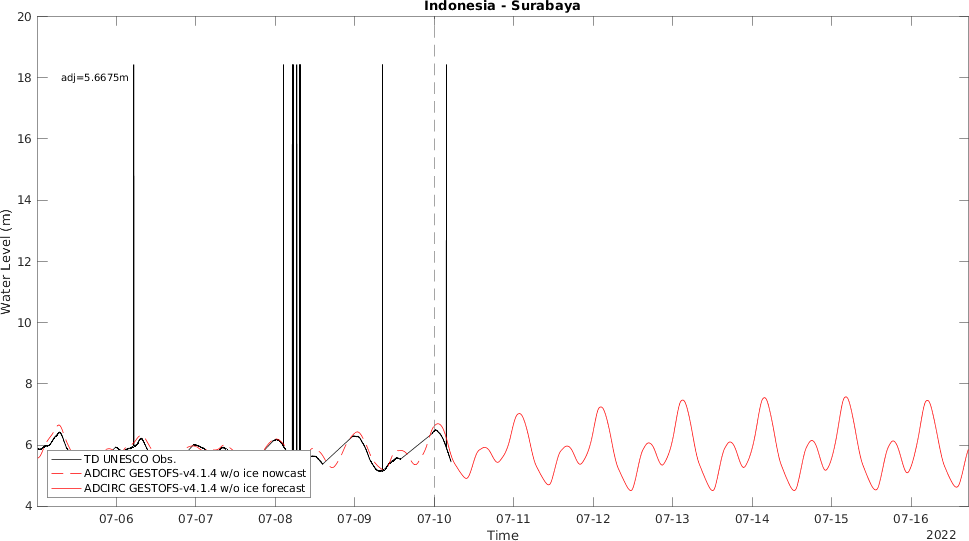 Indonesia - Surabaya
20
18
16
14
12
10
8
6
4
Water Level (m)
adj=5.6675m
TD UNESCO Obs.
ADCIRC GESTOFS-v4.1.4 w/o ice nowcast
ADCIRC GESTOFS-v4.1.4 w/o ice forecast
07-06 07-07 07-08 07-09 07-10 07-11 07-12 07-13 07-14 07-15 07-16
Time
2022